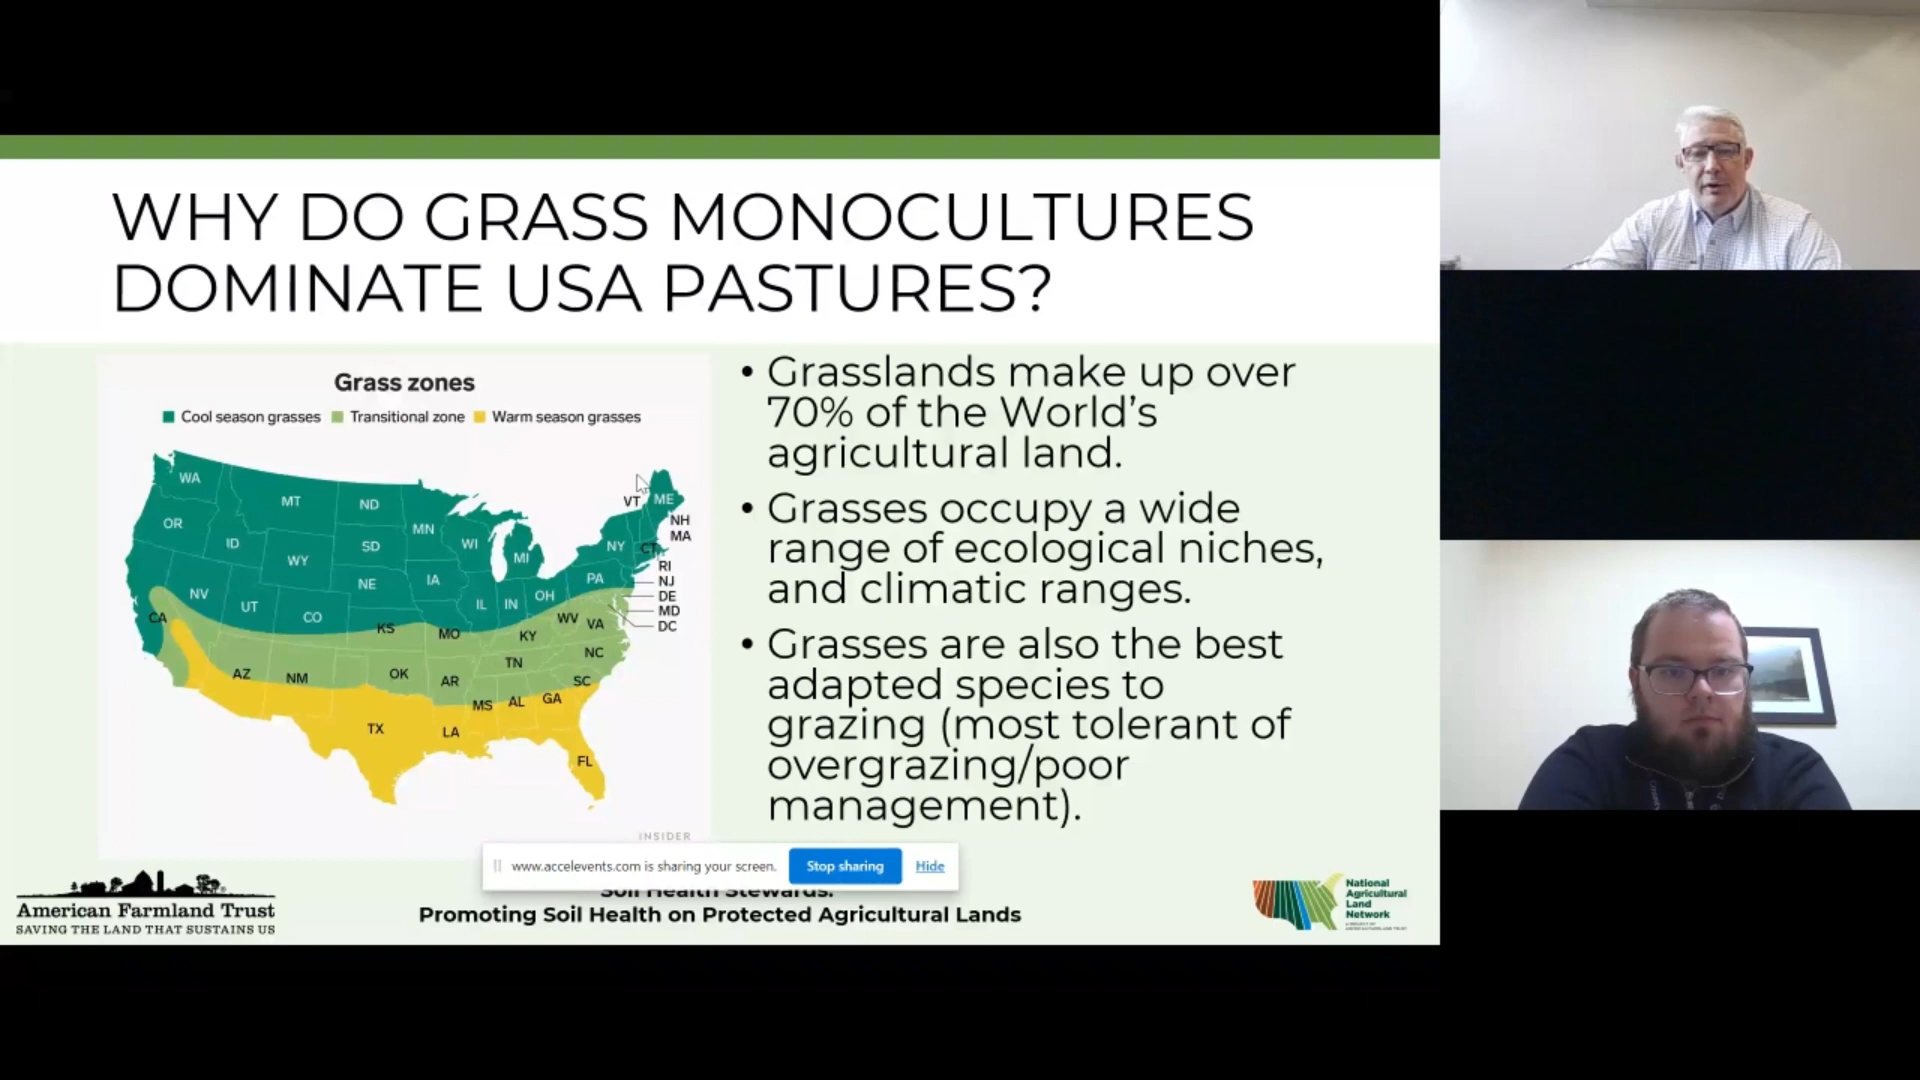 WHY DO GRASS MONOCULTURES
DOMINATE USA PASTURES?
Grass zones
Cool season grasses Transitional zone Warm season grasses
WA
MT
ND
MN
OR
ID
WY
SD
WI
MI
NY
VT
ME
NH
MA
CT
RI
NJ
DE
MD
DC
NV
UT
CO
NE
IA
IL
IN
OH
PA
CA
KS
MO
KY
WV
VA
AZ
NM
OK
AR
TN
NC
SC
MS
AL
GA
TX
LA
FL
INSIDER
• Grasslands make up over
70% of the World's
agricultural land.
• Grasses occupy a wide
range of ecological niches,
and climatic ranges.
• Grasses are also the best
adapted species to
grazing (most tolerant of
overgrazing/poor
management).
www.accelevents.com is sharing your screen. Stop sharing Hide
American Farmland Trust
SAVING THE LAND THAT SUSTAINS US
Soil Health Stewards:
Promoting Soil Health on Protected Agricultural Lands
National
Agricultural
Land
Network